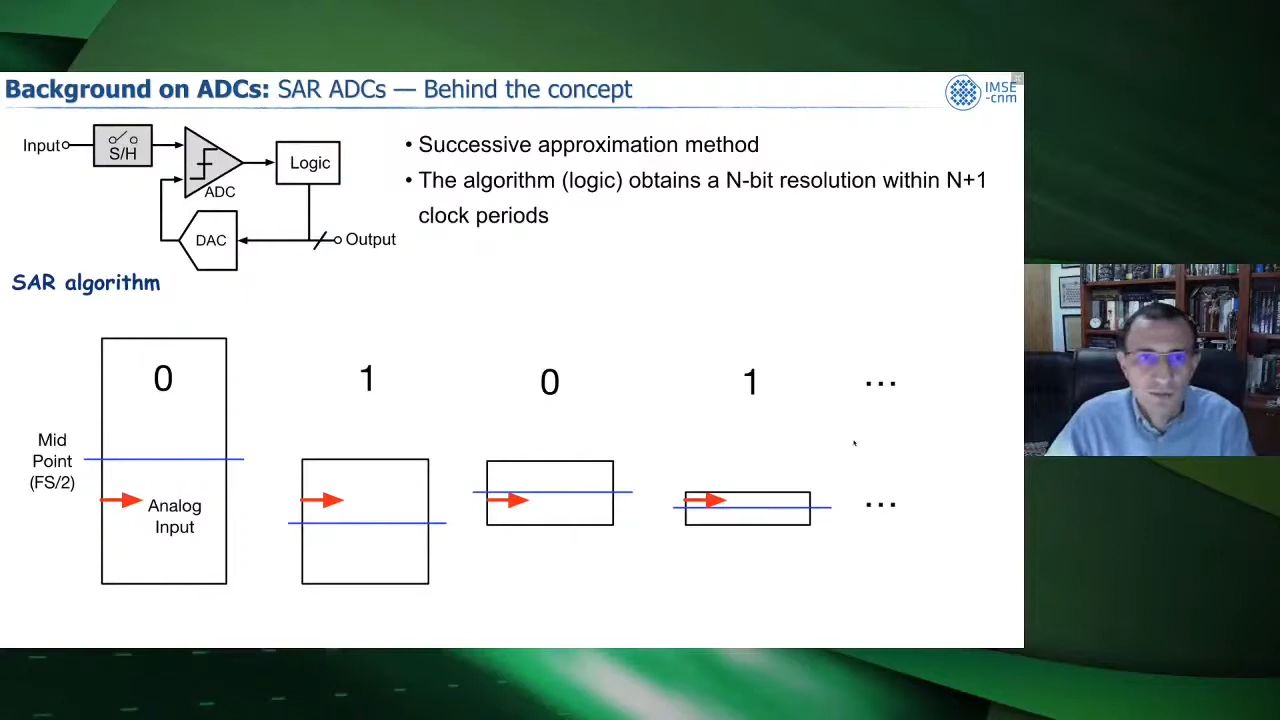 Background on ADCs: SAR ADCs — Behind the concept
IMSE
-cnm
Input
S/H
ADC
Logic
DAC
Output
• Successive approximation method
• The algorithm (logic) obtains a N-bit resolution within N+1
clock periods
SAR algorithm
0
1
0
1
...
Mid
Point
(FS/2)
Analog
Input
...